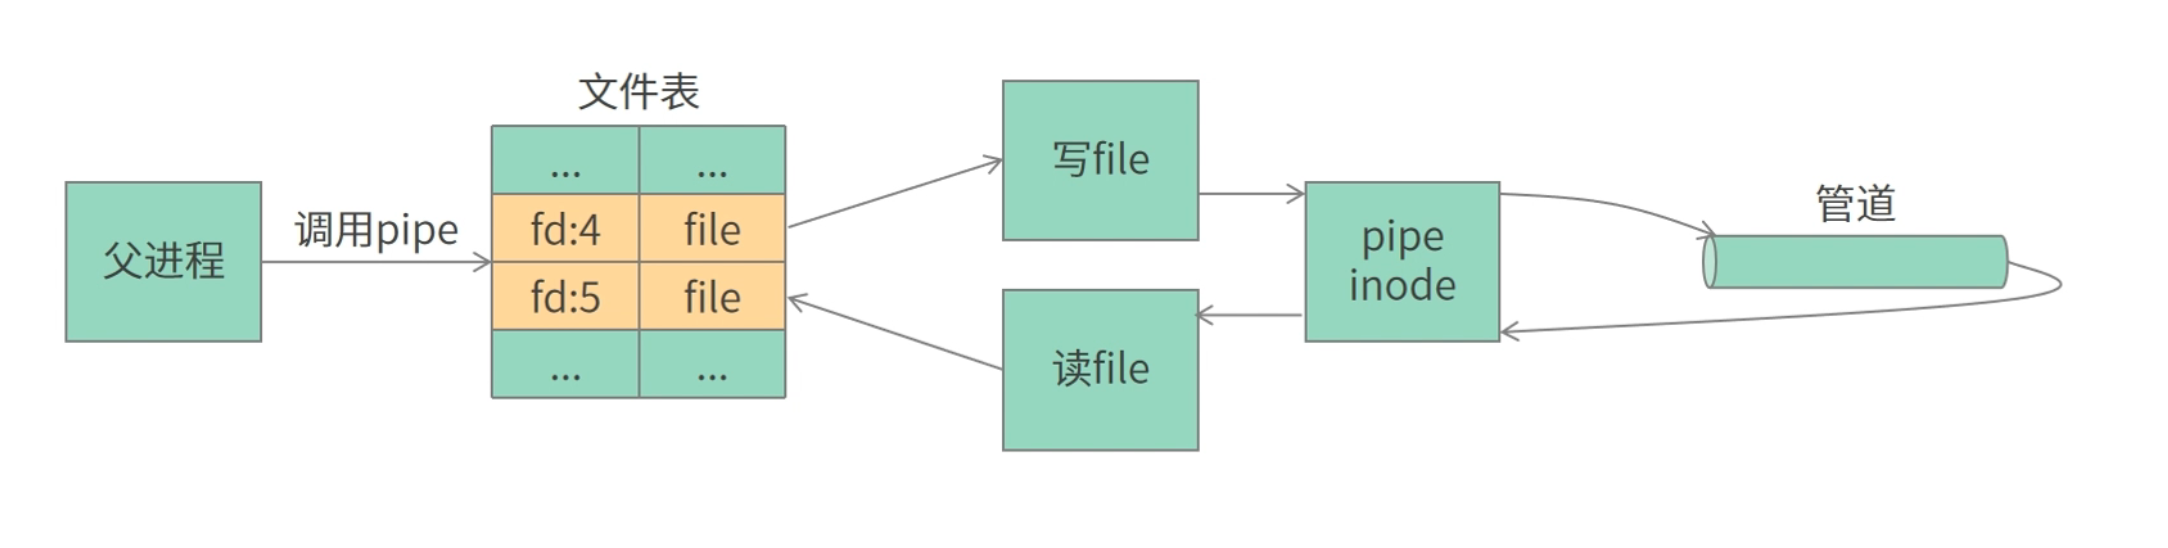 文件表
... ...
fd:4 file
fd:5 file
... ...
父进程
调用pipe
写file
读file
pipe
inode
管道